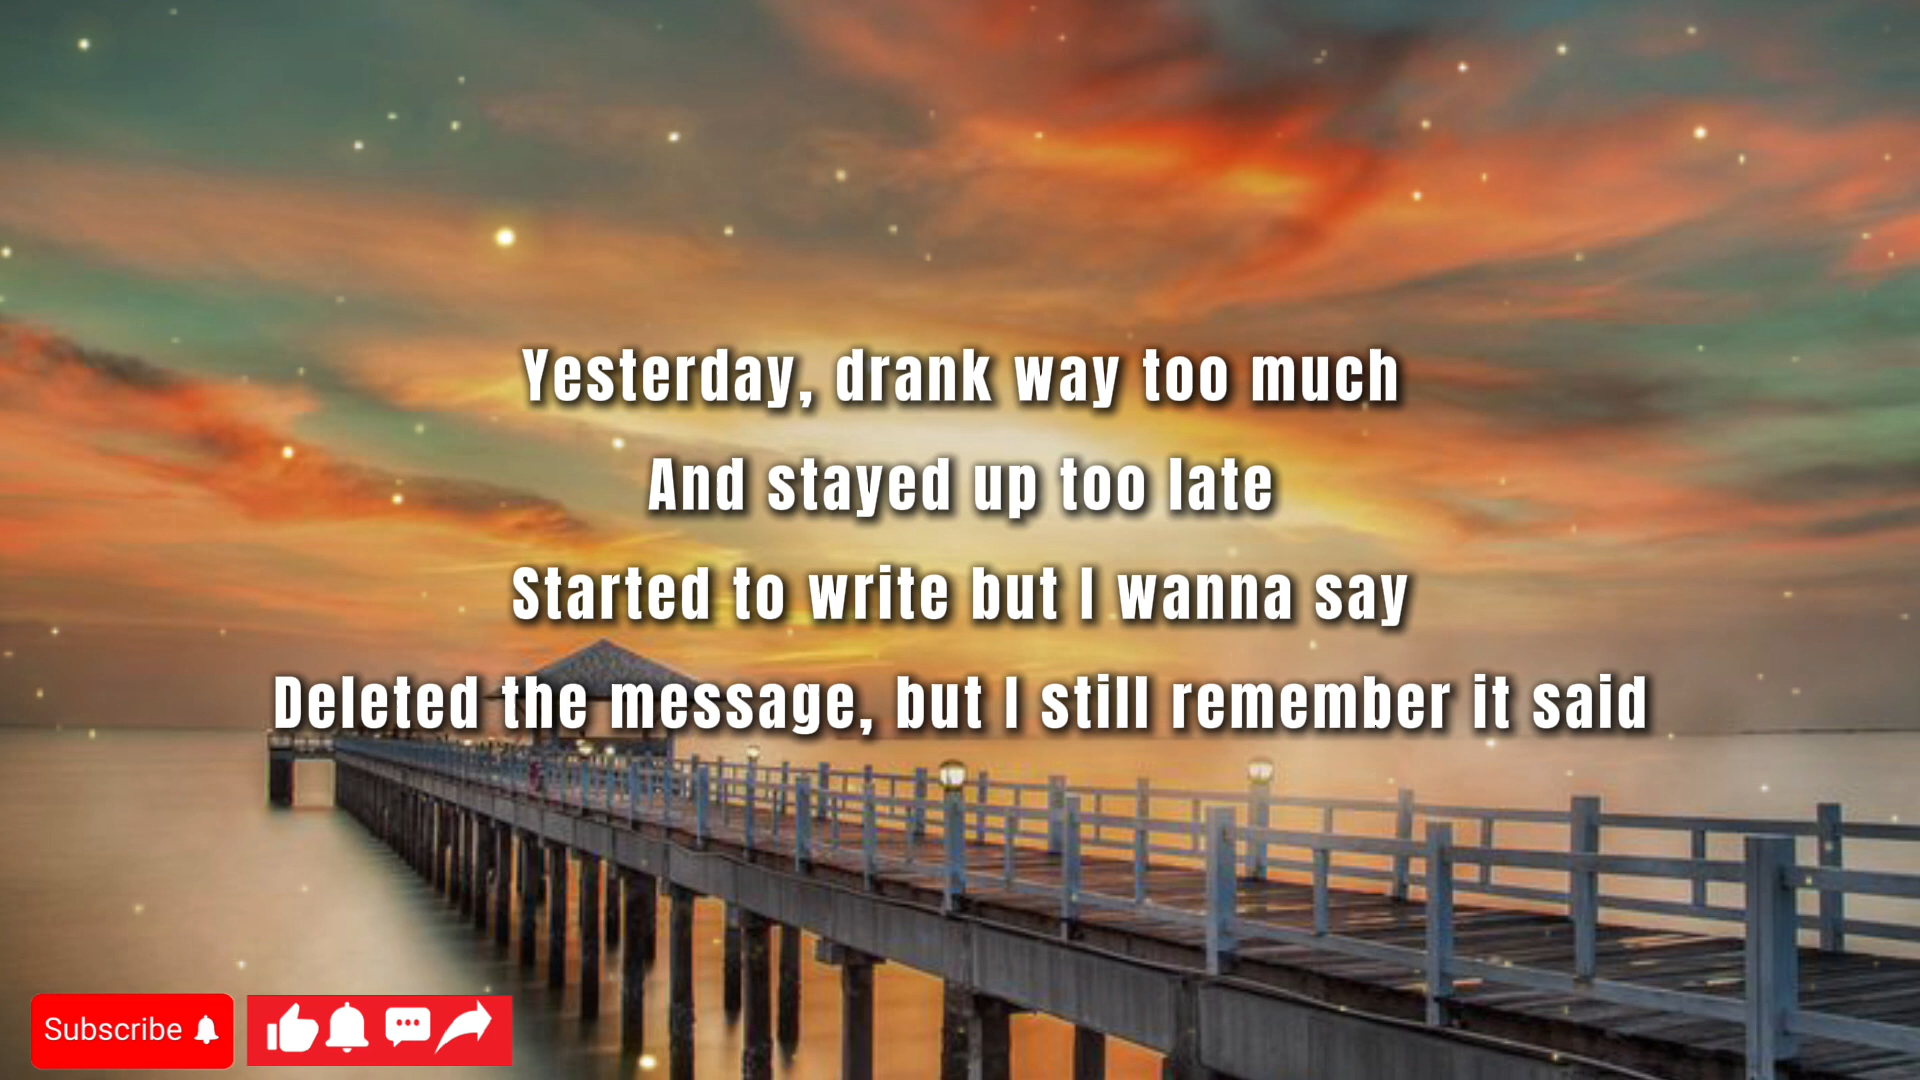 Yesterday, drank way too much
And stayed up too late
Started to write but I wanna say
Deleted the message, but I still remember it said
Subscribe